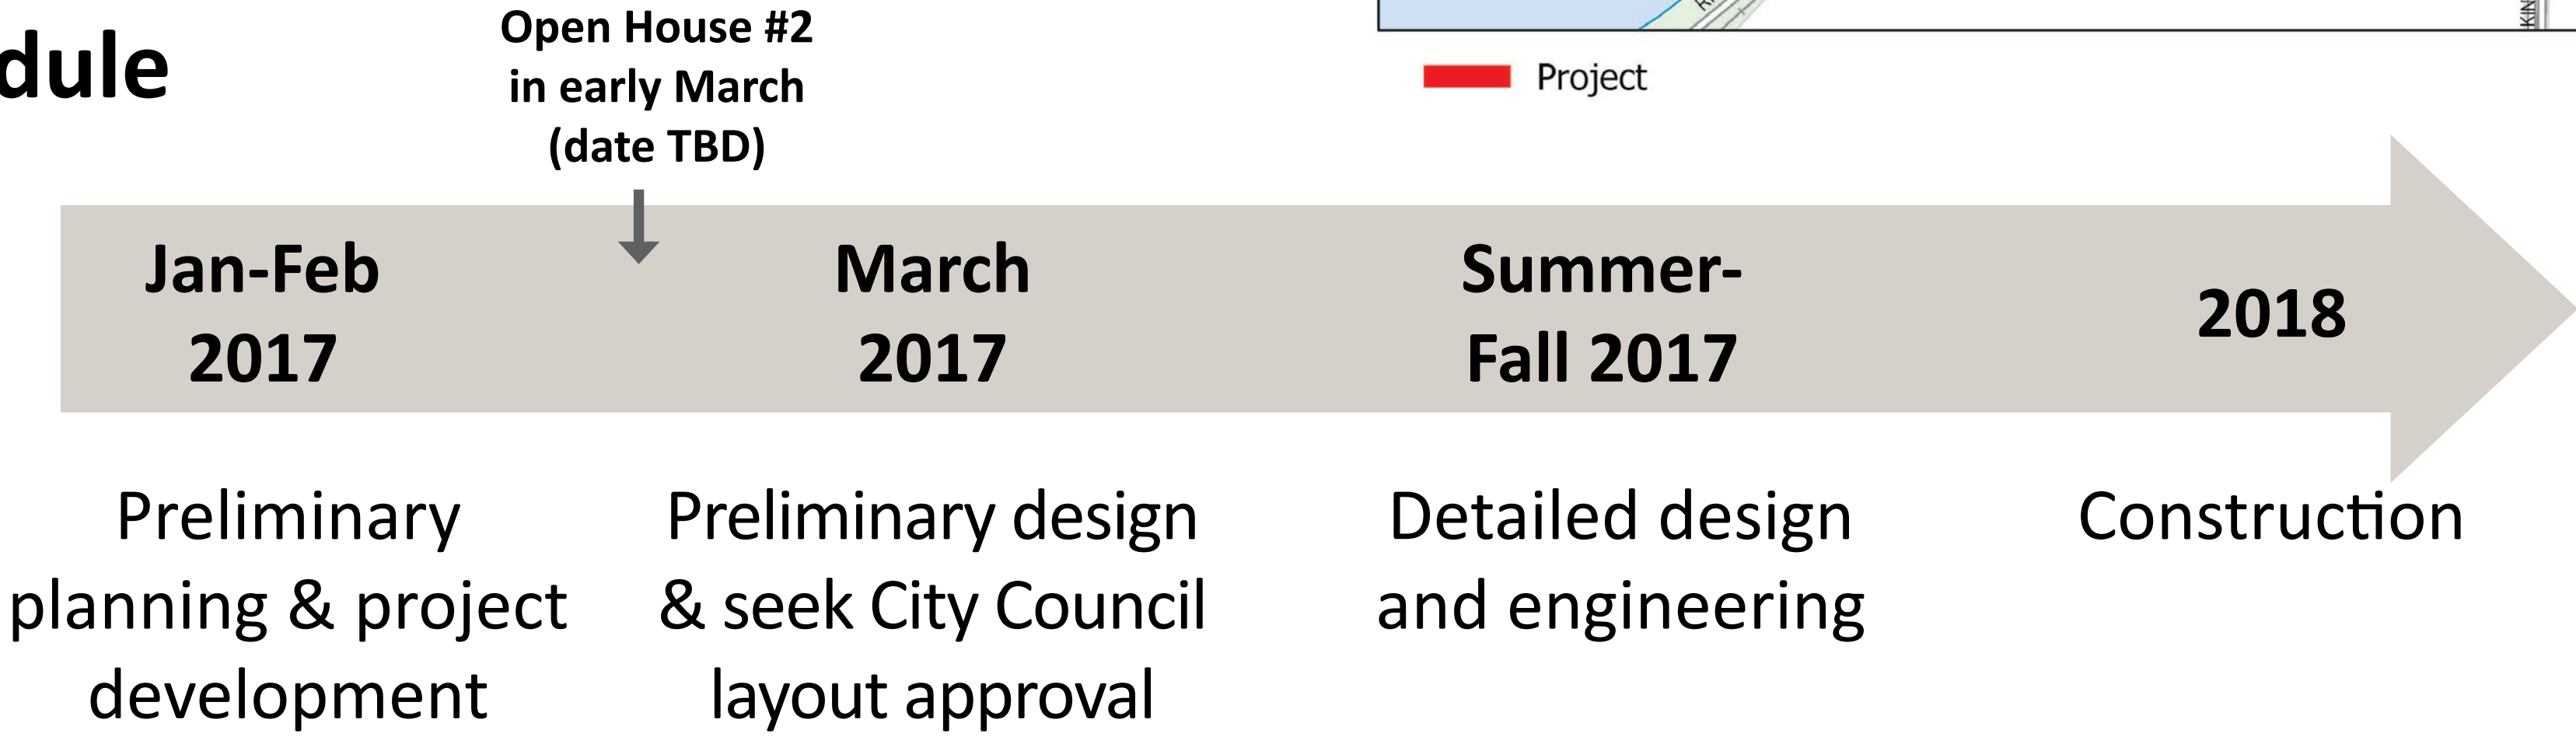 dule
Open House #2
in early March
(date TBD)
Project
Jan-Feb
2017
March
2017
Summer-
Fall 2017
2018
Preliminary
planning & project
development
Preliminary design
& seek City Council
layout approval
Detailed design
and engineering
Construction